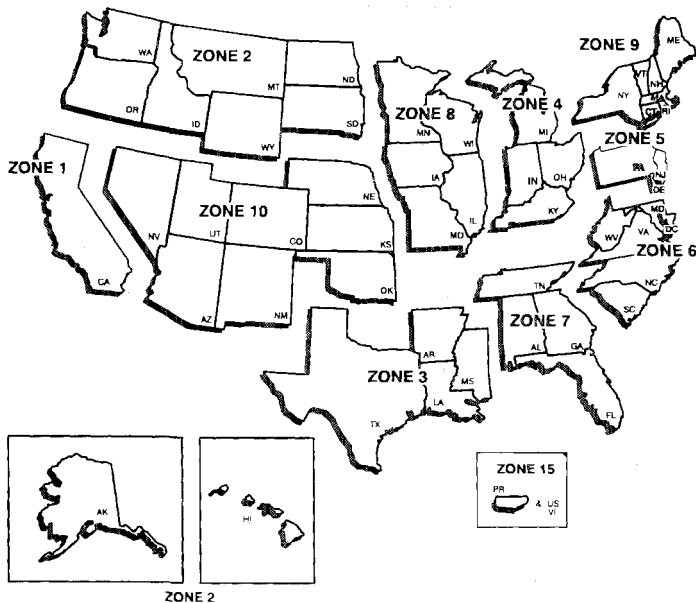 ZONE 9
ME
WA
ZONE 2
ND
VT
NH
MT
NY
MA
ZONE 8
ZONE 4
CT
RI
OR
ID
SD
MN
WI
MI
ZONE 5
WY
PA
NJ
ZONE 1
IA
IN
OH
DE
NE
MD
DC
ZONE 10
IL
KY
WV
VA
NV
UT
CO
KS
MO
ZONE 6
CA
TN
NC
OK
SC
AZ
NM
ZONE 7
AR
AL
GA
ZONE 3
MS
LA
FL
TX
ZONE 15
PR
& US
VI
AK
HI
ZONE 2